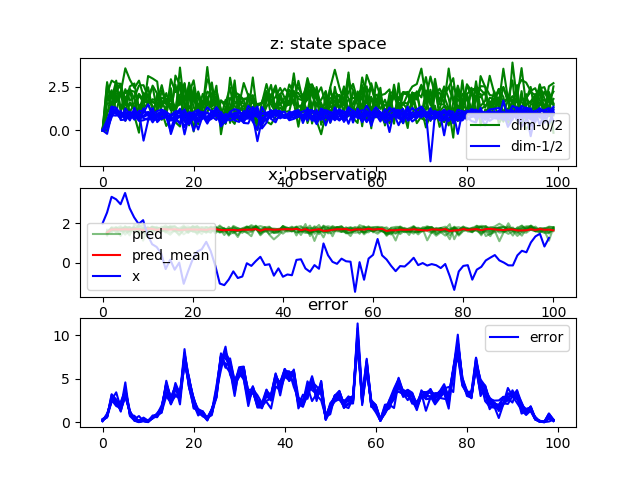 z: state space
2.5
0.0
dim-0/2
dim-1/2
0 20 40 60 80 100
x: observation
2
0
pred
pred_mean
x
0 20 40 60 80 100
error
10
5
0
error
0 20 40 60 80 100